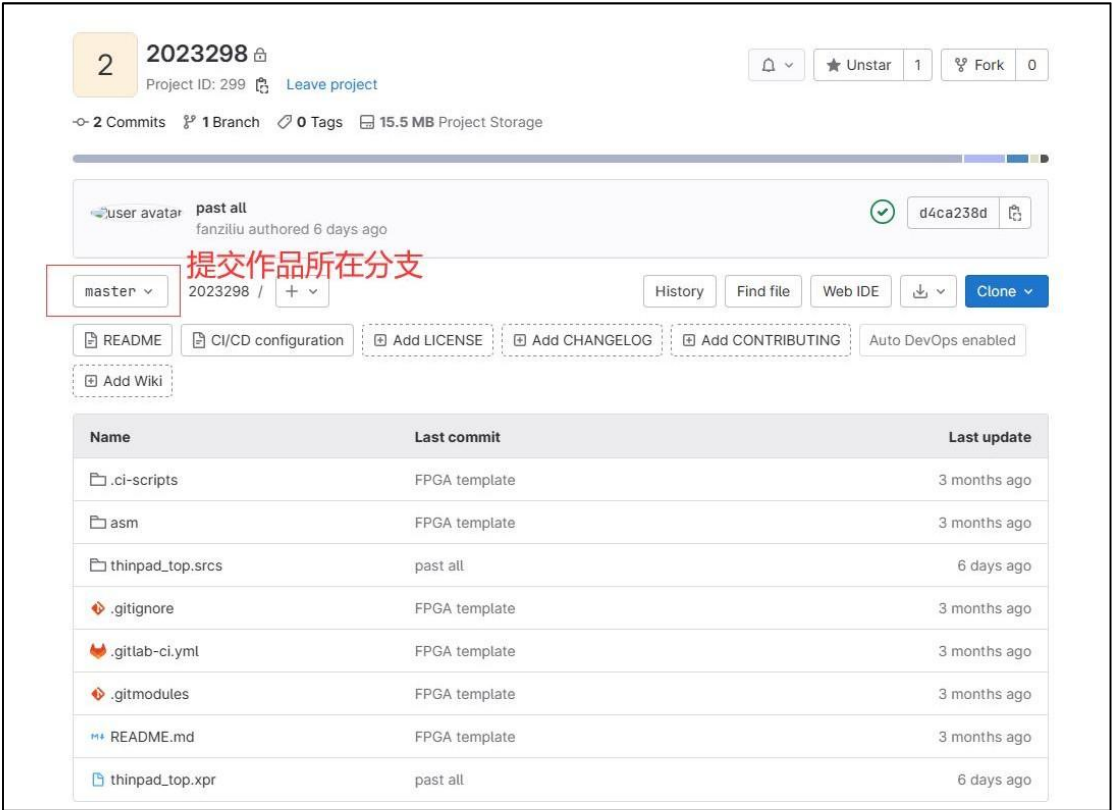 2
2023298
Project ID: 299 Leave project
Unstar 1 Fork 0
2 Commits 1 Branch 0 Tags 15.5 MB Project Storage
user avatar
past all
fanziliu authored 6 days ago
d4ca238d
提交作品所在分支
master 2023298 / + History Find file Web IDE Clone
README CI/CD configuration Add LICENSE Add CHANGELOG Add CONTRIBUTING Auto DevOps enabled
Add Wiki
Name Last commit Last update
.ci-scripts FPGA template 3 months ago
asm FPGA template 3 months ago
thinpad_top.srcs past all 6 days ago
.gitignore FPGA template 3 months ago
.gitlab-ci.yml FPGA template 3 months ago
.gitmodules FPGA template 3 months ago
README.md FPGA template 3 months ago
thinpad_top.xpr past all 6 days ago